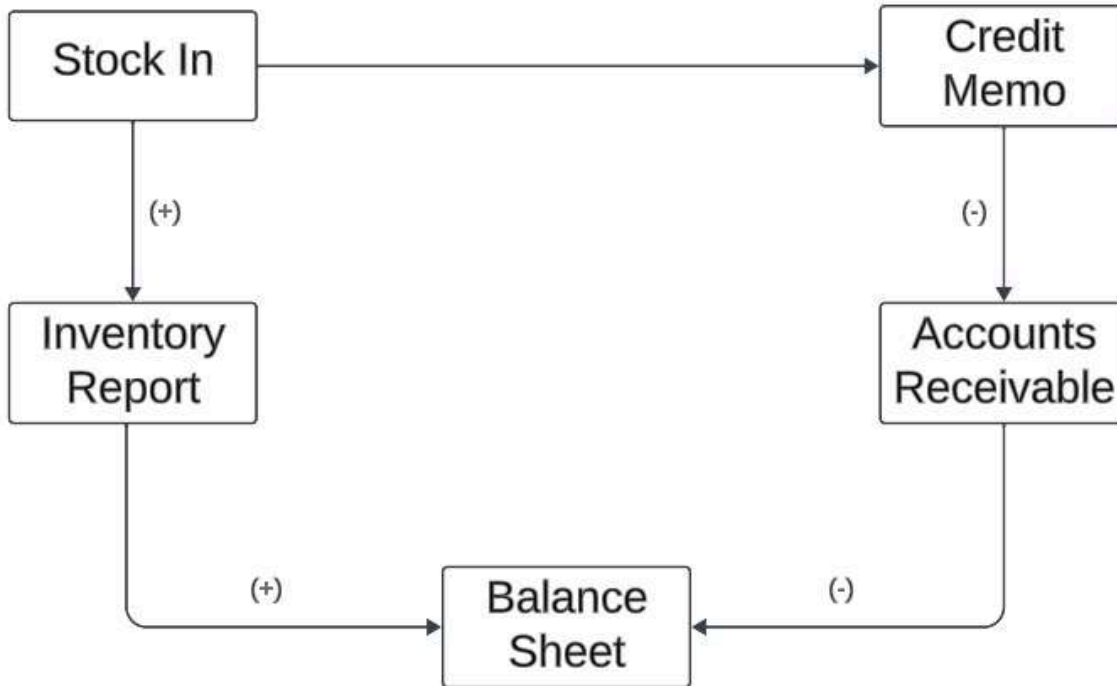 Stock In
Credit
Memo
(+)
(-)
Inventory
Report
Accounts
Receivable
(+)
(-)
Balance
Sheet